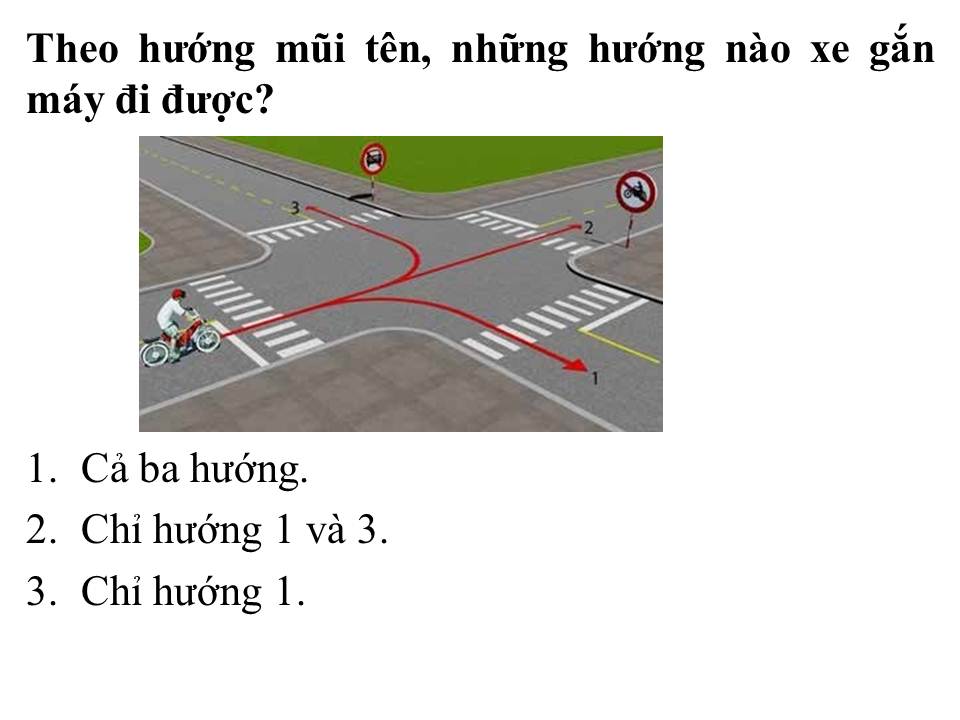 Theo hướng mũi tên, những hướng nào xe gắn
máy đi được?
3
2
1
1. Cả ba hướng.
2. Chỉ hướng 1 và 3.
3. Chỉ hướng 1.